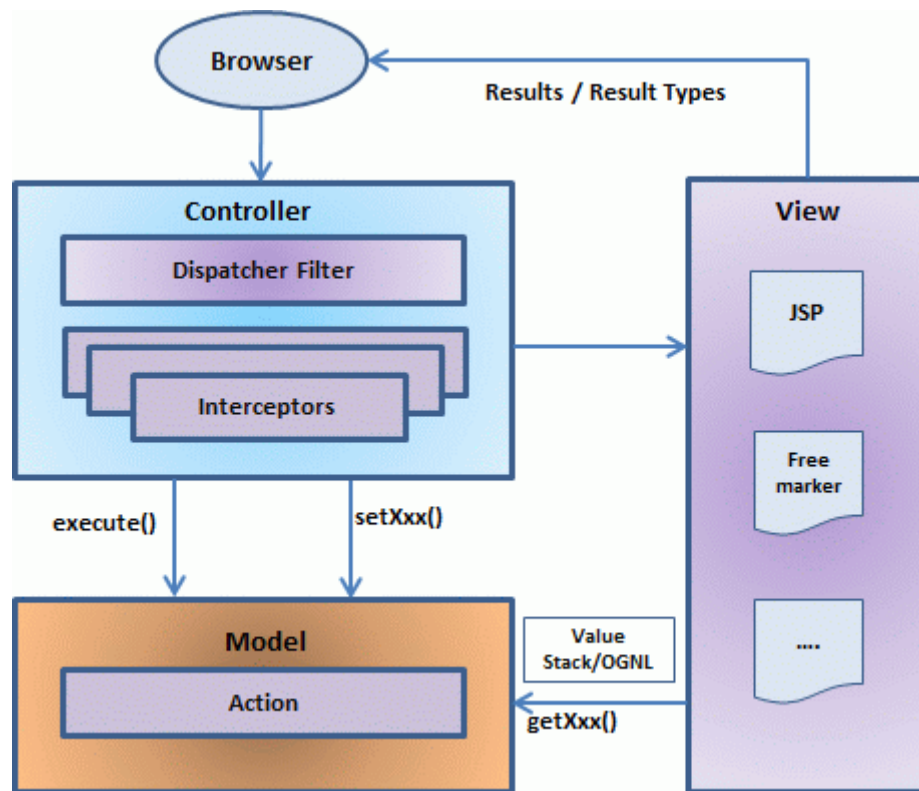 Browser
Results / Result Types
Controller
Dispatcher Filter
Interceptors
View
JSP
Free
marker
....
execute()
setXxx()
Model
Action
Value
Stack/OGNL
getXxx()